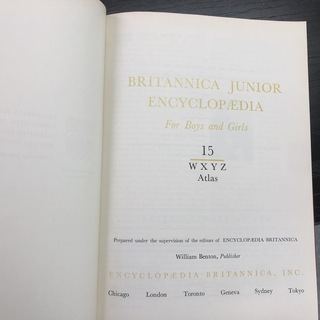 BRITANNICA JUNIOR
ENCYCLOPÆDIA
For Boys and Girls
15
W X Y Z
Atlas
Prepared under the supervision of the editors of ENCYCLOPÆDIA BRITANNICA
William Benton, Publisher
ENCYCLOPÆDIA BRITANNICA, INC.
Chicago London Toronto Geneva Sydney Tokyo